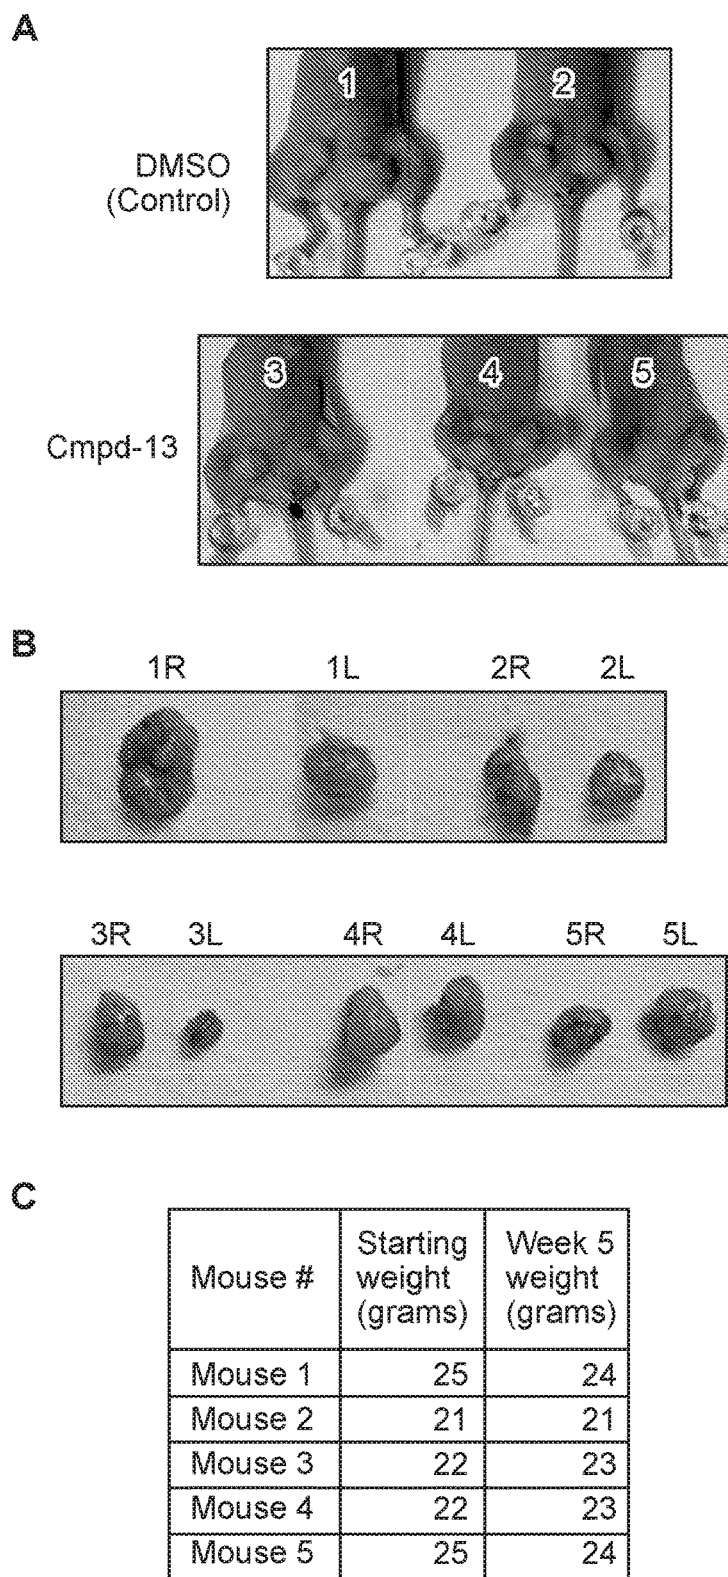 A
1 2
DMSO
(Control)
3 4 5
Cmpd-13
B
1R 1L 2R 2L
3R 3L 4R 4L 5R 5L
C
Mouse # Starting weight (grams) Week 5 weight (grams)
Mouse 1 25 24
Mouse 2 21 21
Mouse 3 22 23
Mouse 4 22 23
Mouse 5 25 24